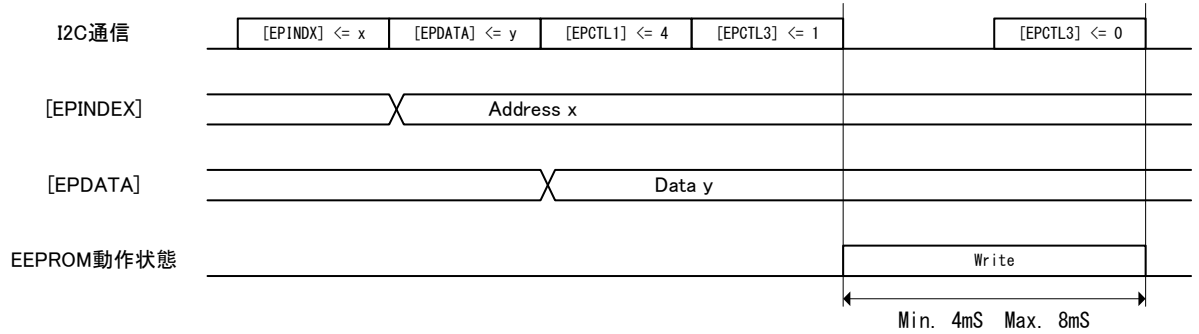 I2C通信 [EPINDX] <= x [EPDATA] <= y [EPCTL1] <= 4 [EPCTL3] <= 1 [EPCTL3] <= 0
[EPINDEX] Address x
[EPDATA] Data y
EEPROM動作状態 Write
Min. 4mS Max. 8mS